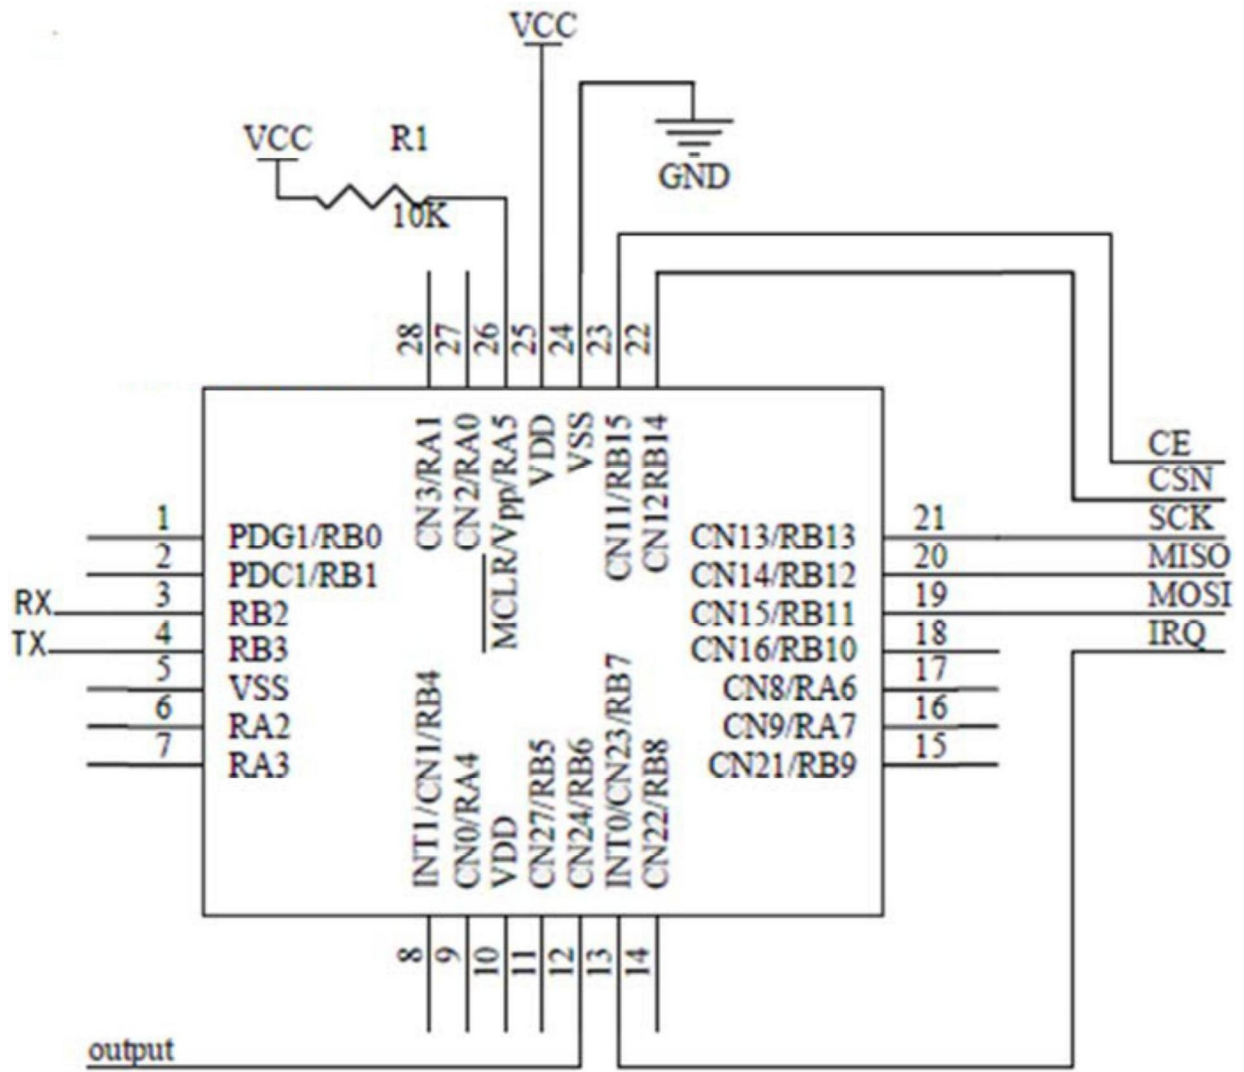 VCC
VCC
R1
10K
GND
28
27
26
25
24
23
22
CN3/RA1
CN2/RA0
MCLR/Vpp/RA5
VDD
VSS
CN11/RB15
CN12RB14
CE
CSN
SCK
MISO
MOSI
IRQ
1
PDG1/RB0
2
PDC1/RB1
RX
3
RB2
TX
4
RB3
5
VSS
6
RA2
7
RA3
CN13/RB13
21
CN14/RB12
20
CN15/RB11
19
CN16/RB10
18
CN8/RA6
17
CN9/RA7
16
CN21/RB9
15
INT1/CN1/RB4
CN0/RA4
VDD
CN27/RB5
CN24/RB6
INT0/CN23/RB7
CN22/RB8
8
9
10
11
12
13
14
output